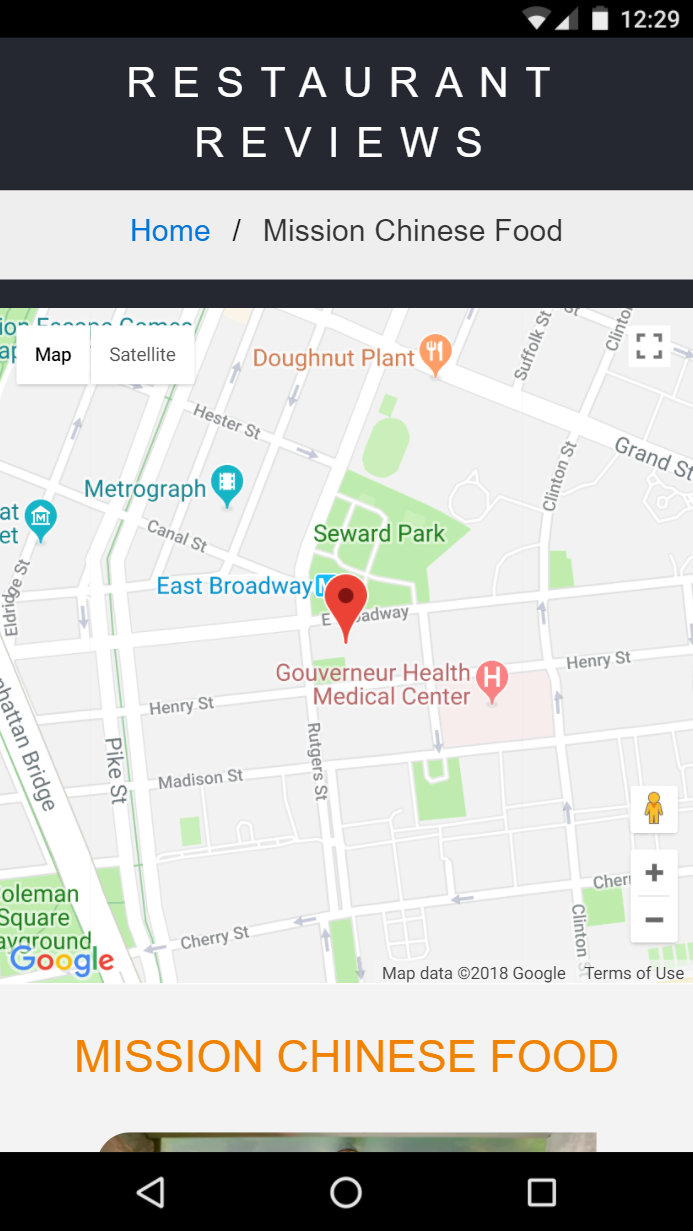 12:29
RESTAURANT
REVIEWS
Home / Mission Chinese Food
Map
Satellite
Doughnut Plant
Suffolk St
Clinton
Grand St
Hester St
Clinton St
Metrograph
Canal St
Seward Park
East Broadway
Eldridge St
E Broadway
Gouverneur Health
Medical Center
Henry St
Henry St
Manhattan Bridge
Pike St
Rutgers St
Madison St
oleman
Square
ayground
Cherry St
Cher
Clinton S
Google
Map data ©2018 Google
Terms of Use
MISSION CHINESE FOOD